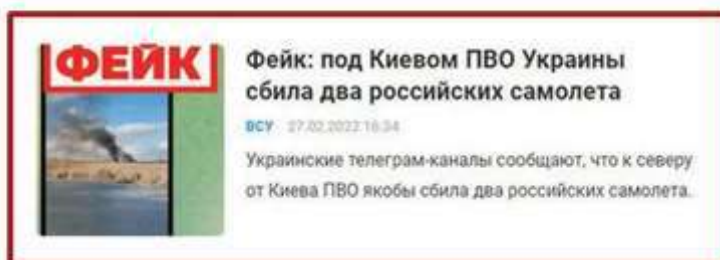 ФЕЙК
Фейк: под Киевом ПВО Украины
сбила два российских самолета
ВСУ 27.02.2022 16:34
Украинские телеграм-каналы сообщают, что к северу
от Киева ПВО якобы сбила два российских самолета.